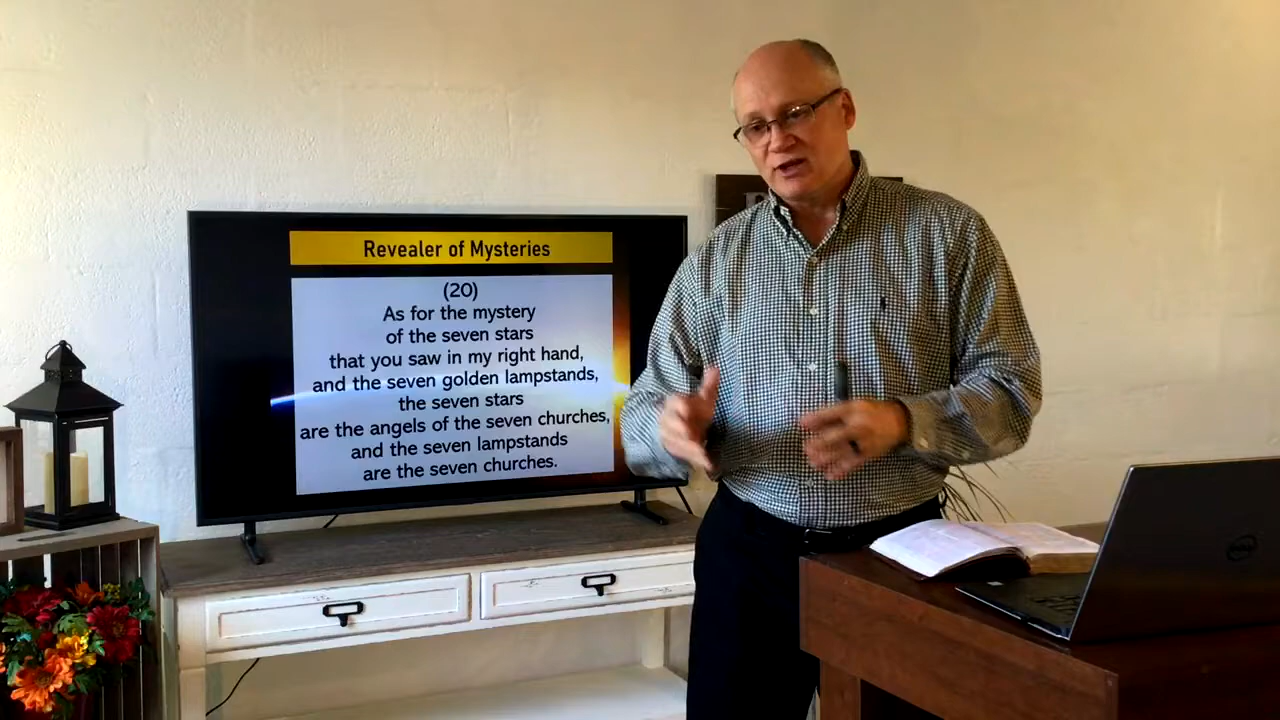 Revealer of Mysteries
(20)
As for the mystery
of the seven stars
that you saw in my right hand,
and the seven golden lampstands,
the seven stars
are the angels of the seven churches,
and the seven lampstands
are the seven churches.
DELL